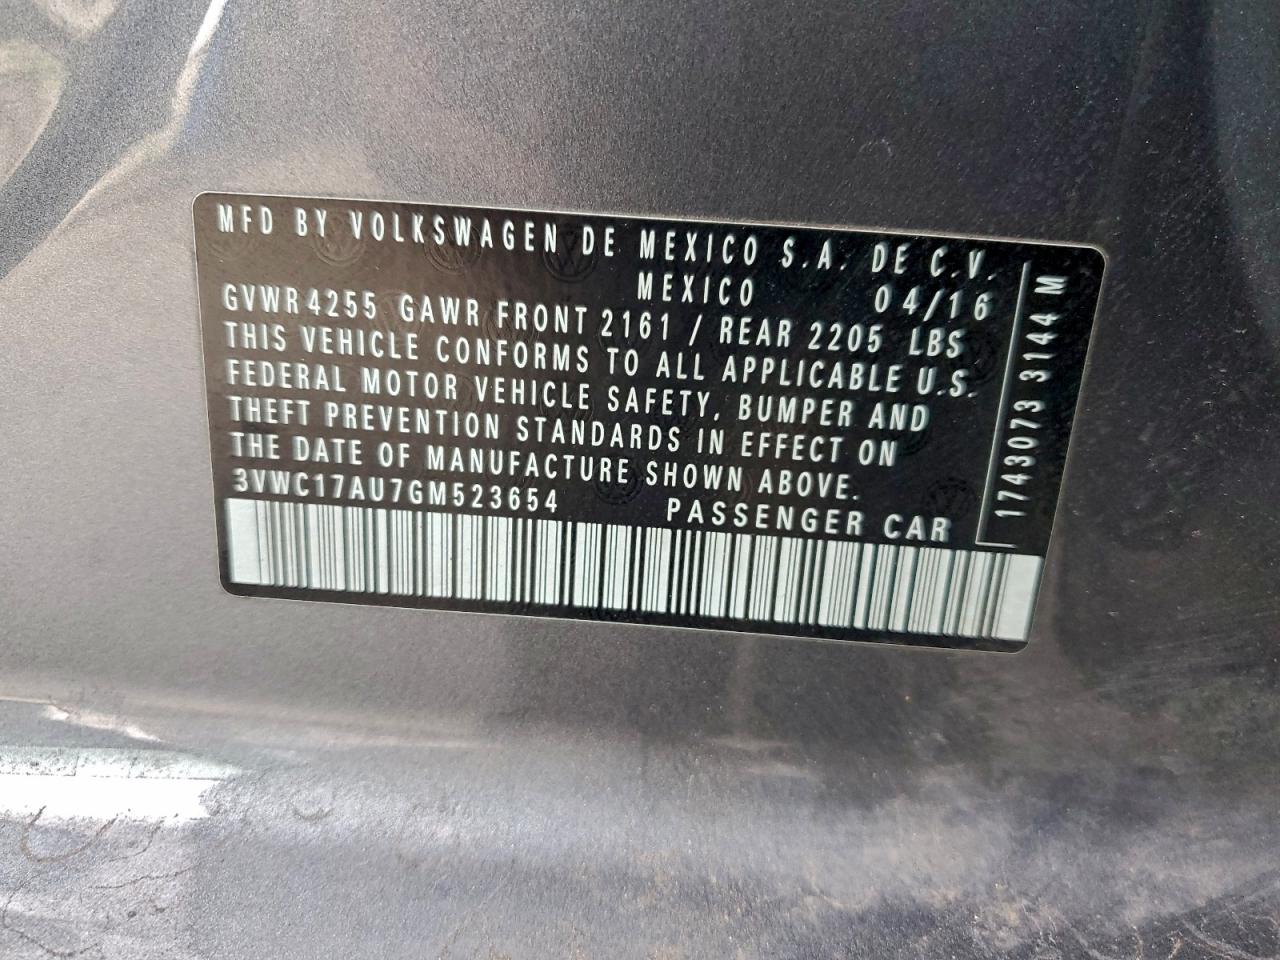 MFD BY VOLKSWAGEN DE MEXICO S.A. DE C.V.
MEXICO 04/16
GVWR 4255 GAWR FRONT 2161 / REAR 2205 LBS
THIS VEHICLE CONFORMS TO ALL APPLICABLE U.S.
FEDERAL MOTOR VEHICLE SAFETY, BUMPER AND
THEFT PREVENTION STANDARDS IN EFFECT ON
THE DATE OF MANUFACTURE SHOWN ABOVE.
3VWC17AU7GM523654 PASSENGER CAR
1743073 3144 M